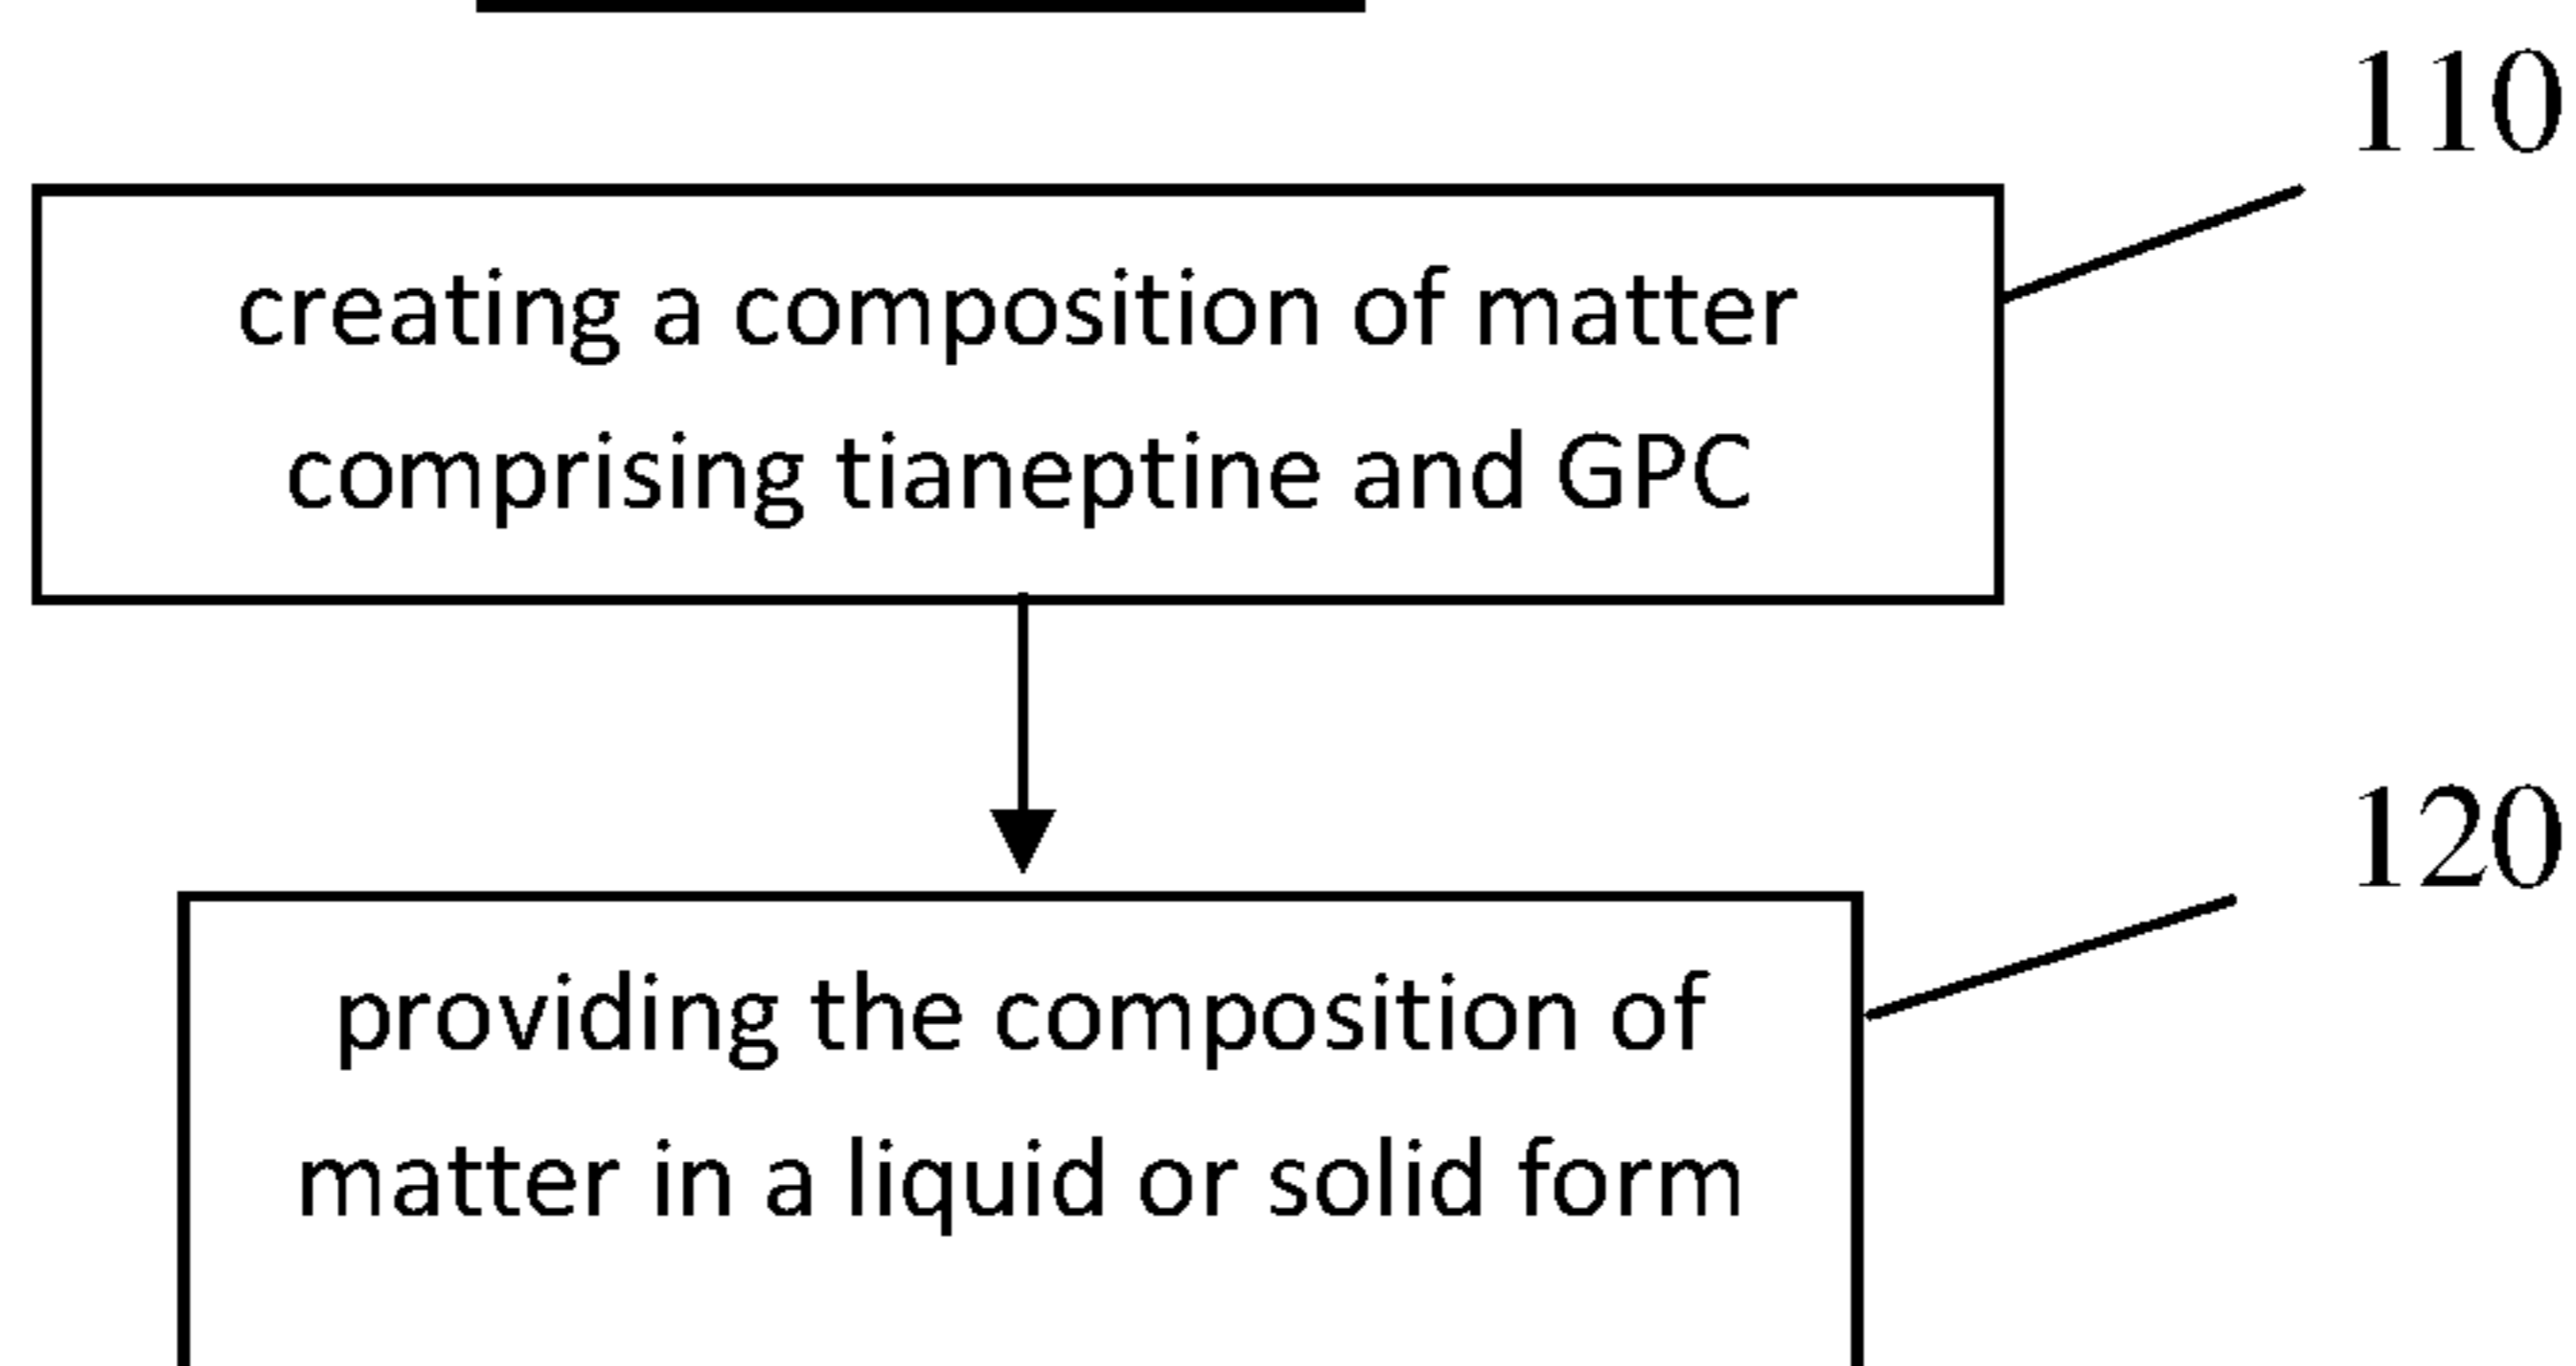 110
creating a composition of matter
comprising tianeptine and GPC
120
providing the composition of
matter in a liquid or solid form